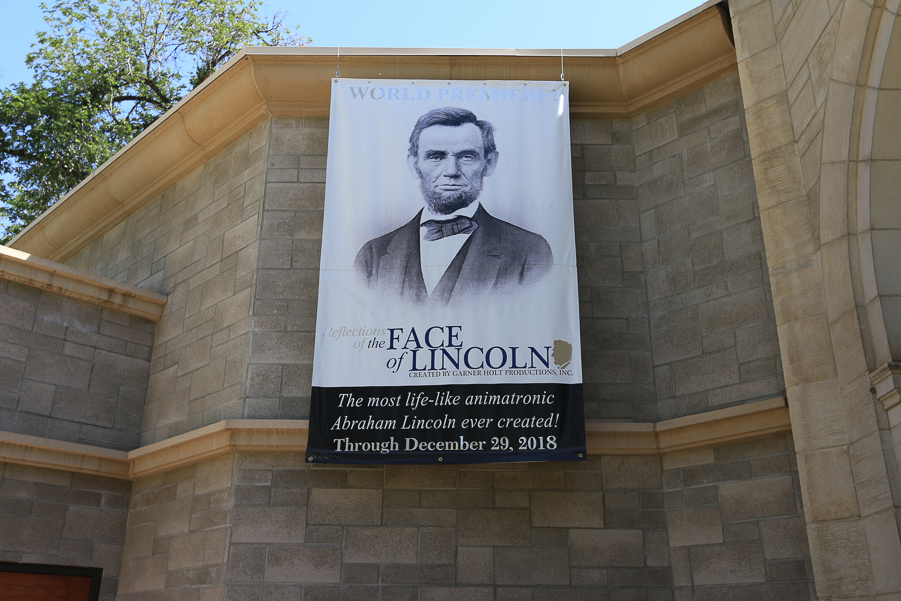 WORLD PREMIERE
Reflections
of the FACE
of LINCOLN
CREATED BY GARNER HOLT PRODUCTIONS, INC.
The most life-like animatronic
Abraham Lincoln ever created!
Through December 29, 2018